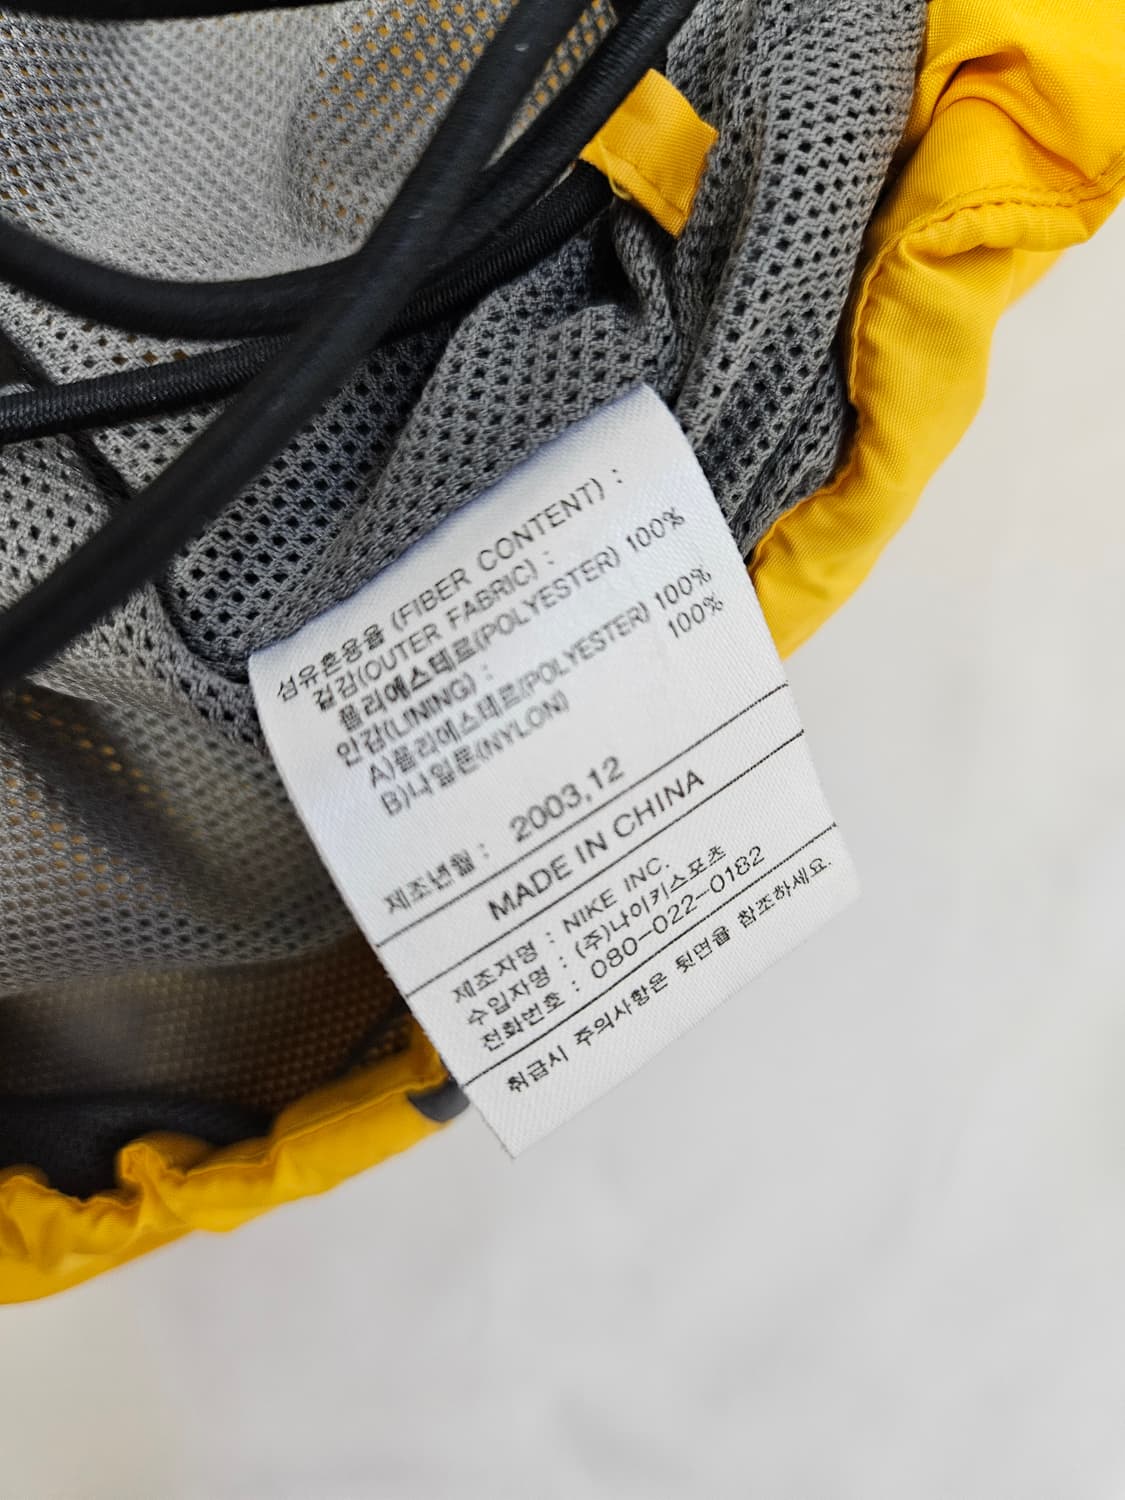 섬유혼용율 (FIBER CONTENT) :
겉감(OUTER FABRIC) :
폴리에스테르(POLYESTER) 100%
안감(LINING) :
A)폴리에스테르(POLYESTER) 100%
B)나일론(NYLON) 100%
제조년월 : 2003.12
MADE IN CHINA
제조자명 : NIKE INC.
수입자명 : (주)나이키스포츠
전화번호 : 080-022-0182
취급시 주의사항은 뒷면을 참조하세요.